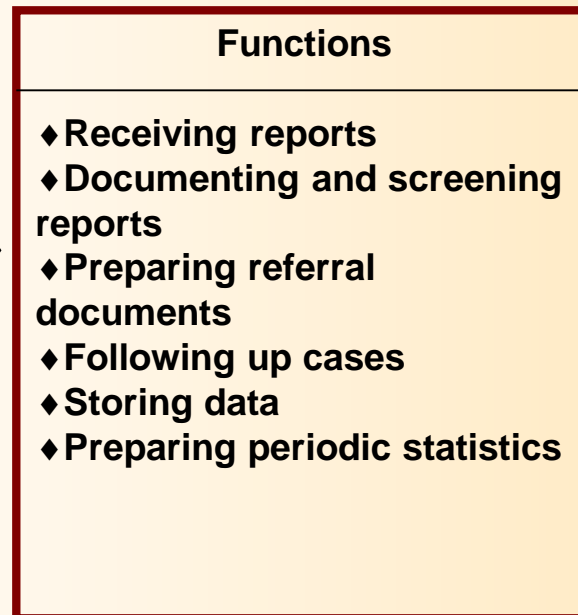 Functions
♦Receiving reports
♦Documenting and screening
reports
♦Preparing referral
documents
♦Following up cases
♦Storing data
♦Preparing periodic statistics